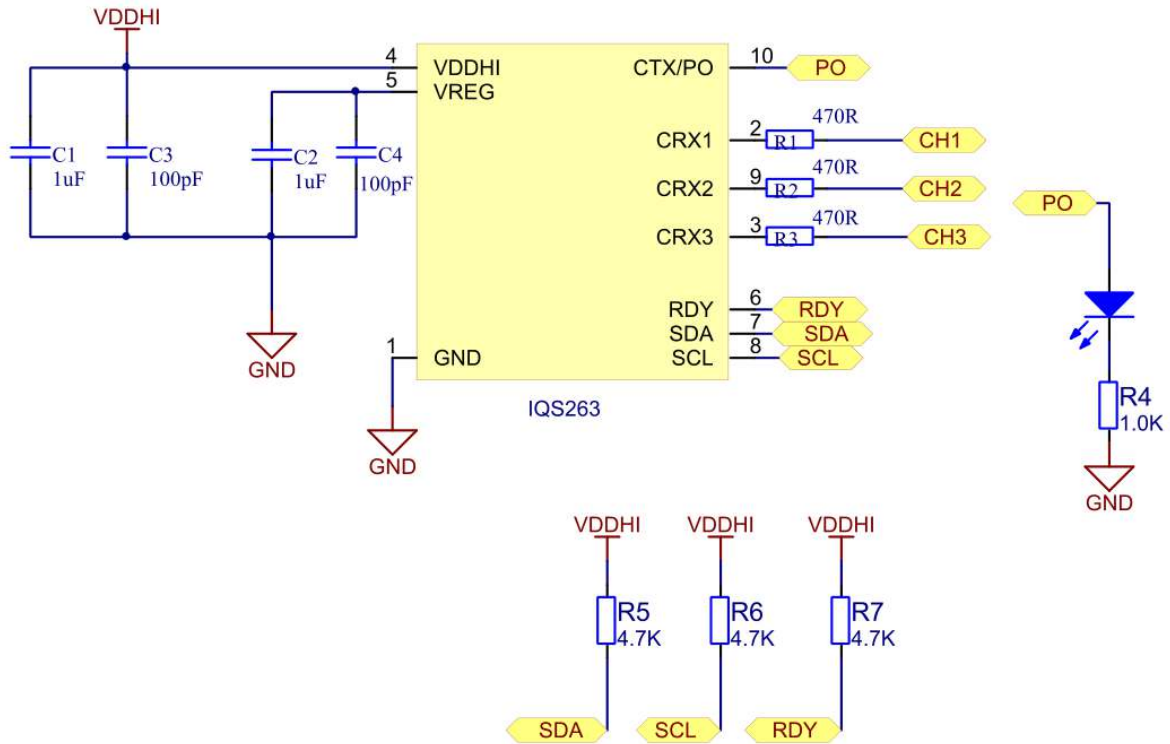 VDDHI
4
VDDHI
5
VREG
C1
1uF
C3
100pF
C2
1uF
C4
100pF
GND
1
GND
GND
CTX/PO
10
PO
CRX1
2
R1
470R
CH1
CRX2
9
R2
470R
CH2
CRX3
3
R3
470R
CH3
RDY
6
RDY
SDA
7
SDA
SCL
8
SCL
IQS263
PO
R4
1.0K
GND
VDDHI
VDDHI
VDDHI
R5
4.7K
R6
4.7K
R7
4.7K
SDA
SCL
RDY